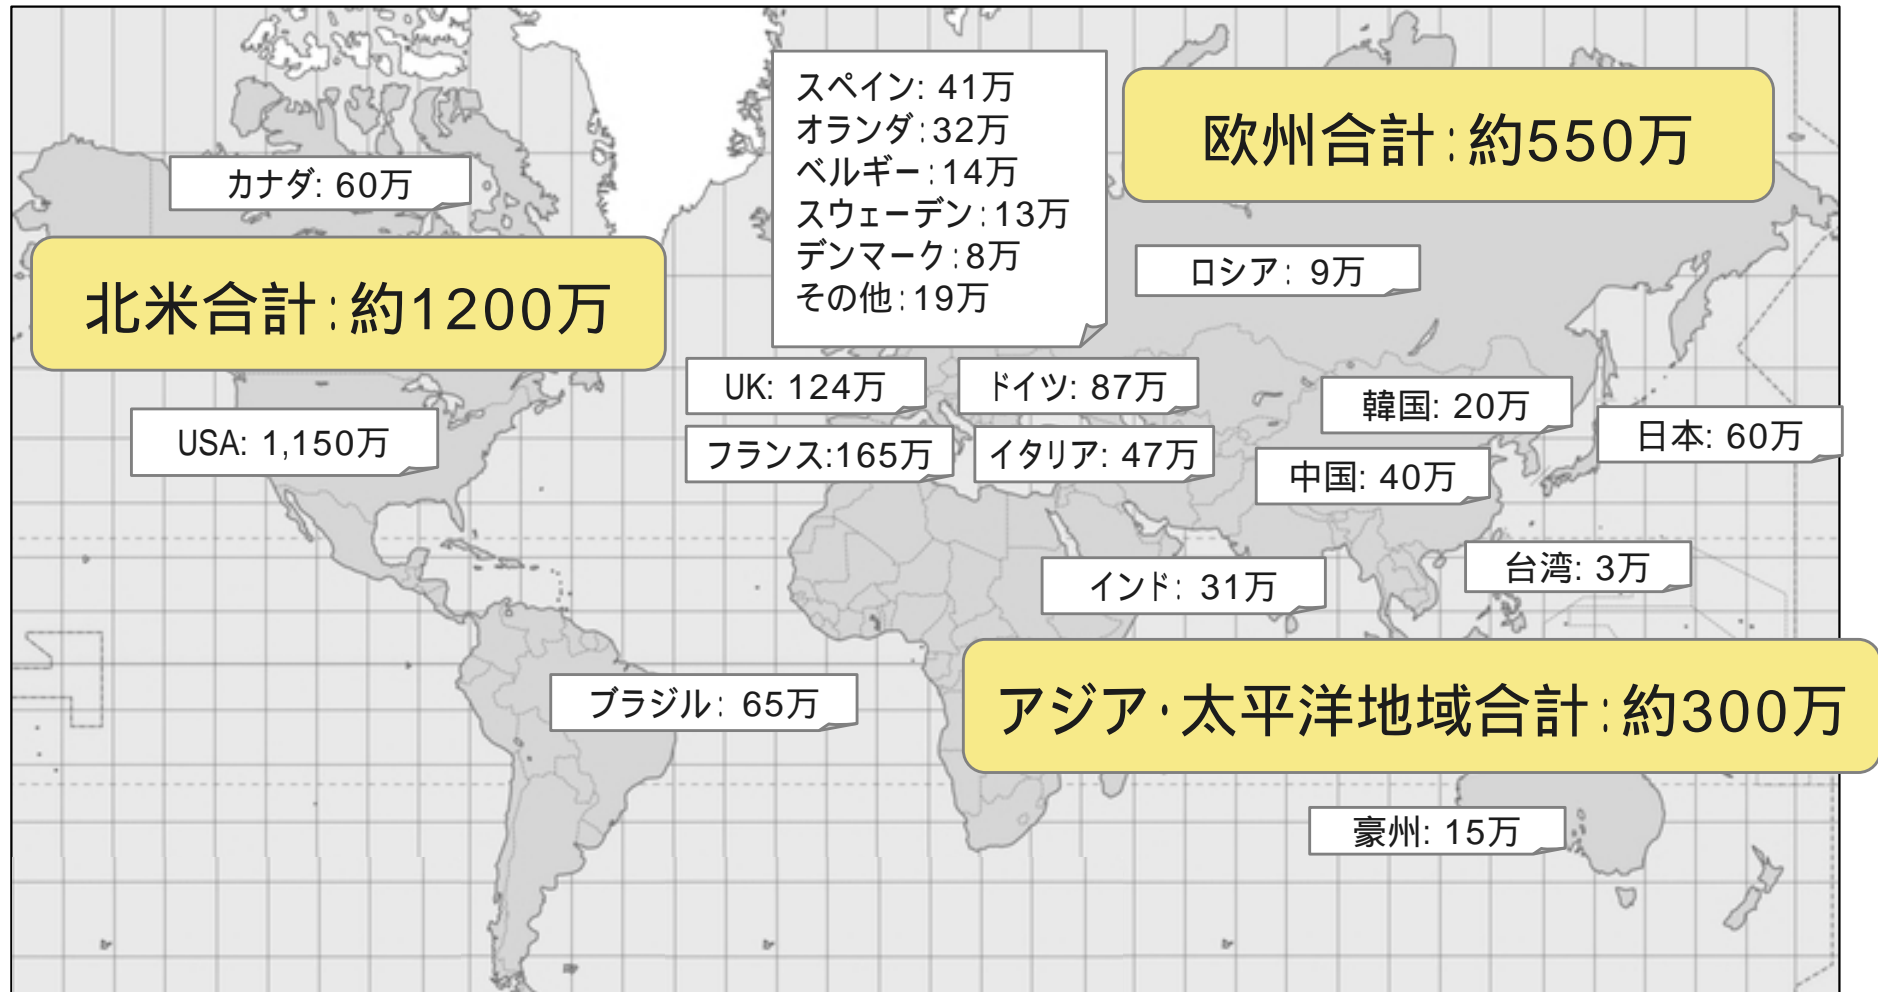 スペイン: 41万
オランダ:32万
ベルギー:14万
スウェーデン:13万
デンマーク:8万
その他:19万
欧州合計:約550万
カナダ: 60万
北米合計:約1200万
ロシア: 9万
UK: 124万
ドイツ: 87万
韓国: 20万
日本: 60万
USA: 1,150万
フランス:165万
イタリア: 47万
中国: 40万
インド: 31万
台湾: 3万
ブラジル: 65万
アジア・太平洋地域合計:約300万
豪州: 15万